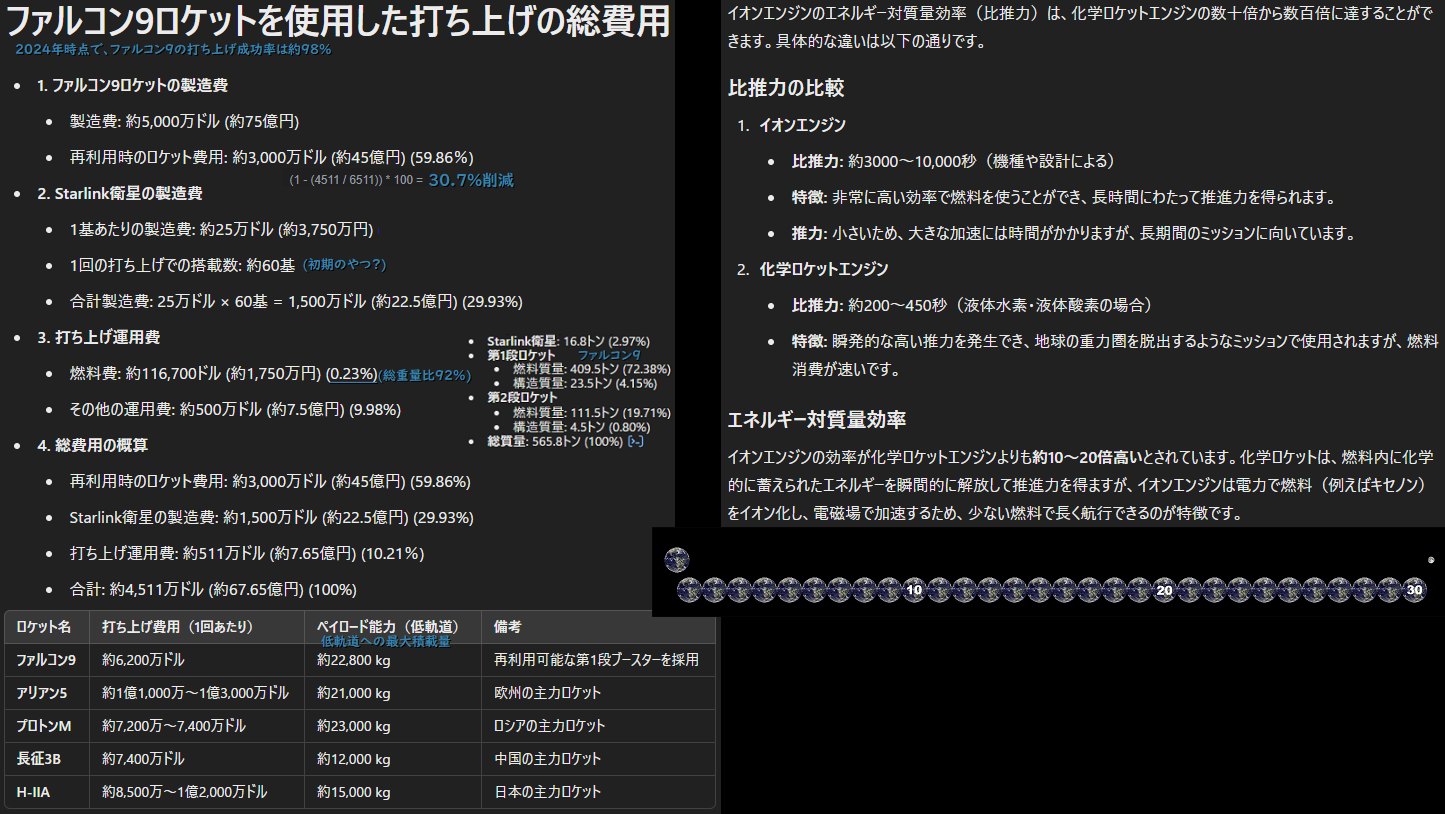 ファルコン9ロケットを使用した打ち上げの総費用
2024年時点で、ファルコン9の打ち上げ成功率は約98%
1. ファルコン9ロケットの製造費
製造費: 約5,000万ドル (約75億円)
再利用時のロケット費用: 約3,000万ドル (約45億円) (59.86%)
(1 - (4511 / 6511)) * 100 = 30.7%削減
2. Starlink衛星の製造費
1基あたりの製造費: 約25万ドル (約3,750万円)
1回の打ち上げでの搭載数: 約60基 (初期のやつ?)
合計製造費: 25万ドル × 60基 = 1,500万ドル (約22.5億円) (29.93%)
3. 打ち上げ運用費
燃料費: 約116,700ドル (約1,750万円) (0.23%)(総重量比92%)
その他の運用費: 約500万ドル (約7.5億円) (9.98%)
Starlink衛星: 16.8トン (2.97%)
第1段ロケット ファルコン9
燃料質量: 409.5トン (72.38%)
構造質量: 23.5トン (4.15%)
第2段ロケット
燃料質量: 111.5トン (19.71%)
構造質量: 4.5トン (0.80%)
総質量: 565.8トン (100%) [>-]
4. 総費用の概算
再利用時のロケット費用: 約3,000万ドル (約45億円) (59.86%)
Starlink衛星の製造費: 約1,500万ドル (約22.5億円) (29.93%)
打ち上げ運用費: 約511万ドル (約7.65億円) (10.21%)
合計: 約4,511万ドル (約67.65億円) (100%)
ロケット名 打ち上げ費用（1回あたり） ペイロード能力（低軌道） 備考
低軌道への最大積載量
ファルコン9 約6,200万ドル 約22,800 kg 再利用可能な第1段ブースターを採用
アリアン5 約1億1,000万〜1億3,000万ドル 約21,000 kg 欧州の主力ロケット
プロトンM 約7,200万〜7,400万ドル 約23,000 kg ロシアの主力ロケット
長征3B 約7,400万ドル 約12,000 kg 中国の主力ロケット
H-IIA 約8,500万〜1億2,000万ドル 約15,000 kg 日本の主力ロケット
イオンエンジンのエネルギー対質量効率（比推力）は、化学ロケットエンジンの数十倍から数百倍に達することがで
きます。具体的な違いは以下の通りです。
比推力の比較
1. イオンエンジン
比推力: 約3000〜10,000秒（機種や設計による）
特徴: 非常に高い効率で燃料を使うことができ、長時間にわたって推進力を得られます。
推力: 小さいため、大きな加速には時間がかかりますが、長期間のミッションに向いています。
2. 化学ロケットエンジン
比推力: 約200〜450秒（液体水素・液体酸素の場合）
特徴: 瞬発的な高い推力を発生でき、地球の重力圏を脱出するようなミッションで使用されますが、燃料
消費が速いです。
エネルギー対質量効率
イオンエンジンの効率が化学ロケットエンジンよりも約10〜20倍高いとされています。化学ロケットは、燃料内に化学
的に蓄えられたエネルギーを瞬間的に解放して推進力を得ますが、イオンエンジンは電力で燃料（例えばキセノン）
をイオン化し、電磁場で加速するため、少ない燃料で長く航行できるのが特徴です。
10 20 30